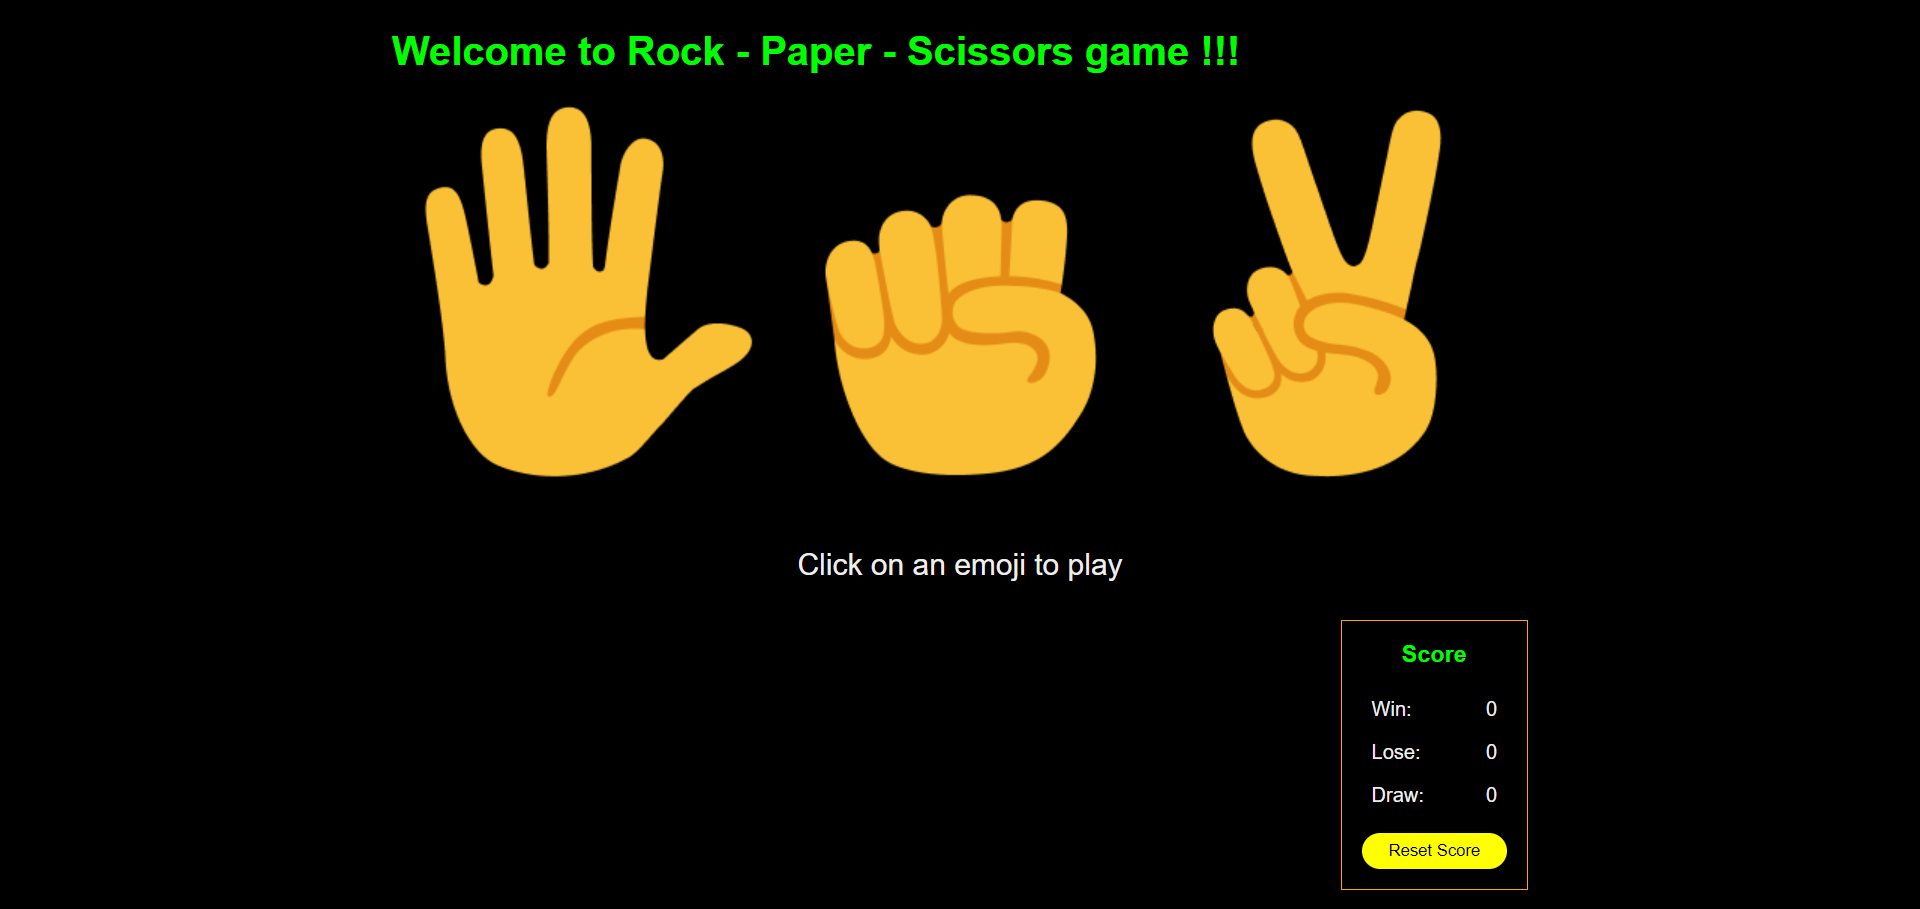 Welcome to Rock - Paper - Scissors game !!!
Click on an emoji to play
Score
Win: 0
Lose: 0
Draw: 0
Reset Score